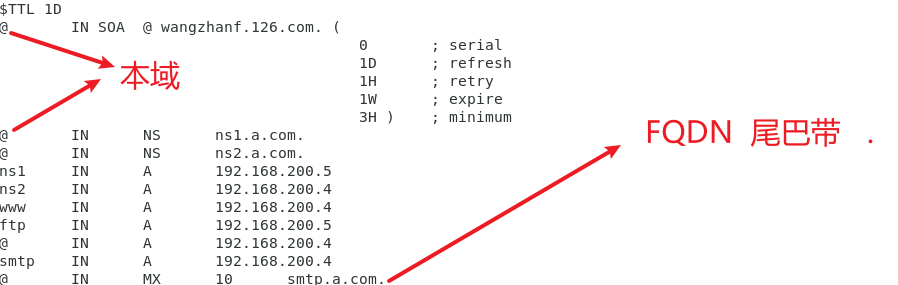 $TTL 1D
@ IN SOA @ wangzhanf.126.com. (
0 ; serial
1D ; refresh
1H ; retry
1W ; expire
3H ) ; minimum
本域
FQDN 尾巴带 .
@ IN NS ns1.a.com.
@ IN NS ns2.a.com.
ns1 IN A 192.168.200.5
ns2 IN A 192.168.200.4
www IN A 192.168.200.4
ftp IN A 192.168.200.5
@ IN A 192.168.200.4
smtp IN A 192.168.200.4
@ IN MX 10 smtp.a.com.